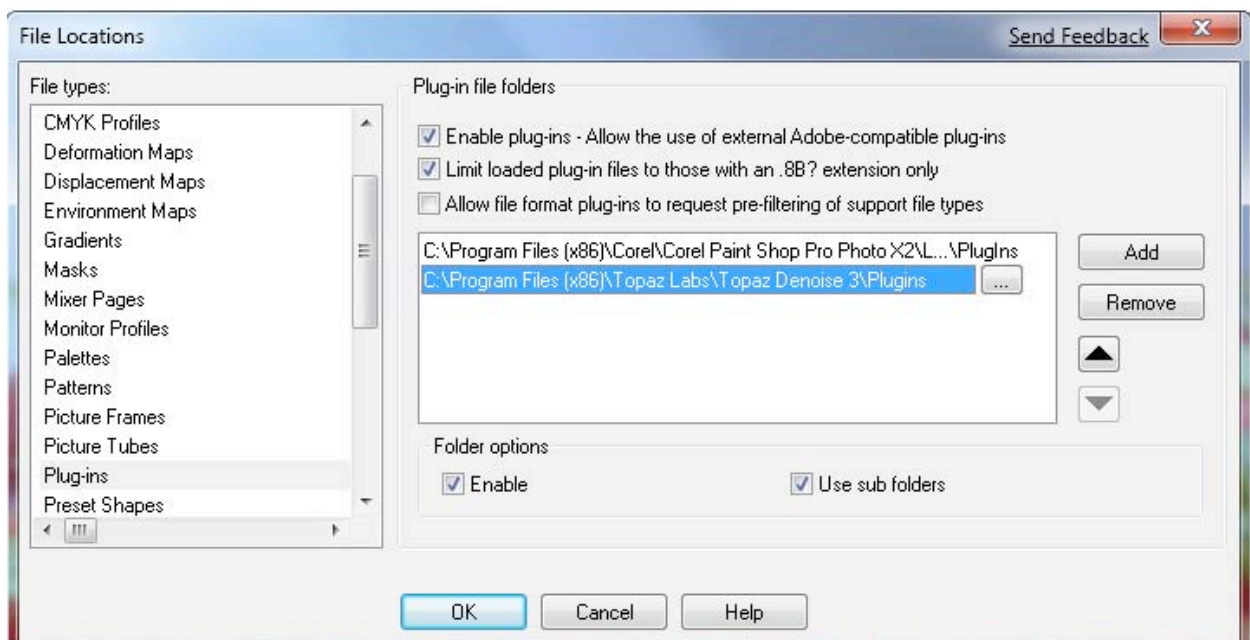 File Locations
Send Feedback
File types:
CMYK Profiles
Deformation Maps
Displacement Maps
Environment Maps
Gradients
Masks
Mixer Pages
Monitor Profiles
Palettes
Patterns
Picture Frames
Picture Tubes
Plug-ins
Preset Shapes
Plug-in file folders
Enable plug-ins - Allow the use of external Adobe-compatible plug-ins
Limit loaded plug-in files to those with an .8B? extension only
Allow file format plug-ins to request pre-filtering of support file types
C:\Program Files (x86)\Corel\Corel Paint Shop Pro Photo X2\L...\PlugIns
C:\Program Files (x86)\Topaz Labs\Topaz Denoise 3\Plugins
...
Add
Remove
Folder options
Enable
Use sub folders
OK
Cancel
Help